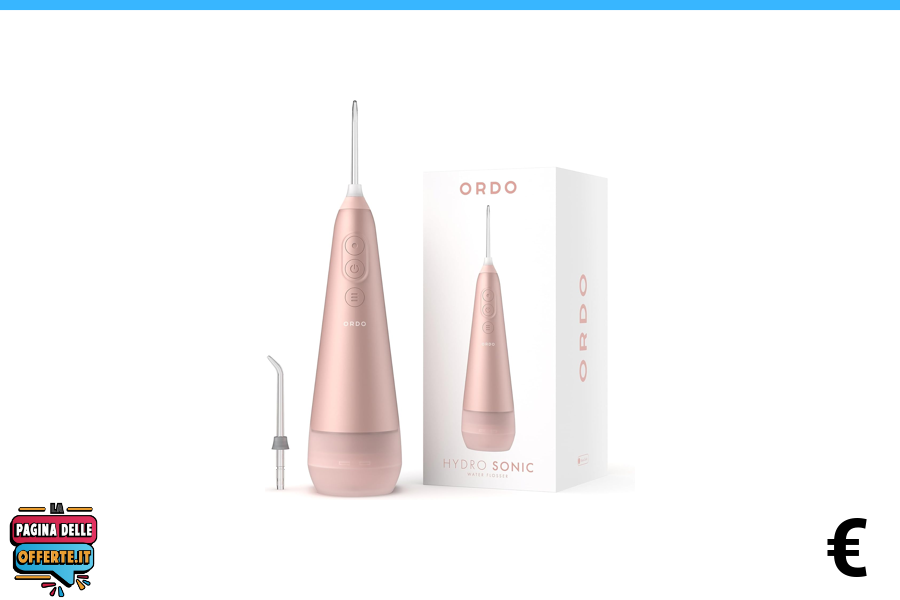 ORDO
ORDO
ORDO
ORDO
HYDRO SONIC
WATER FLOSSER
LA
PAGINA DELLE
OFFERTE.IT
€